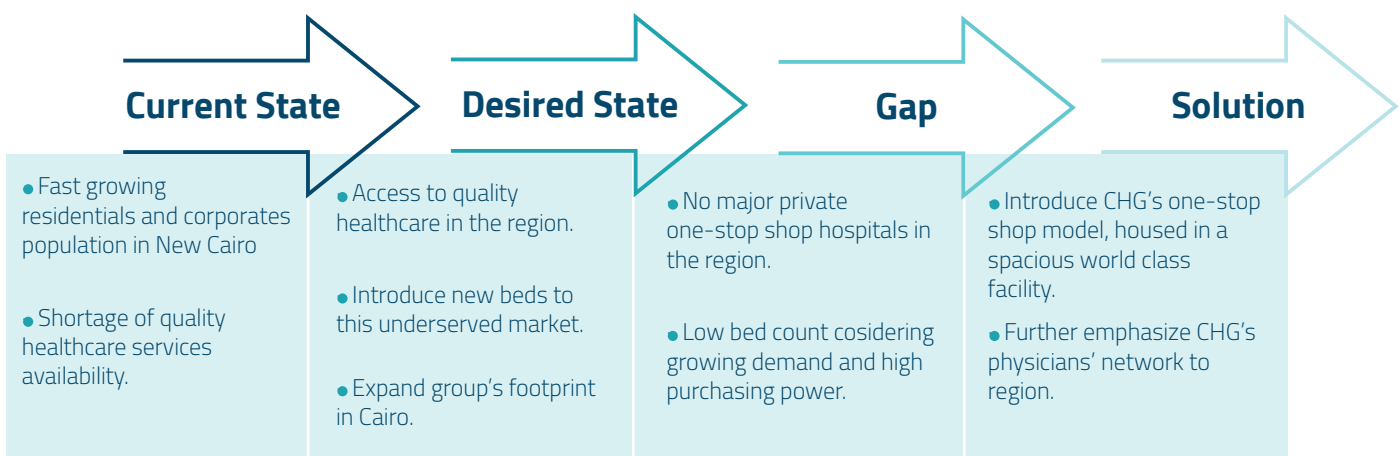 Current State
Desired State
Gap
Solution
● Fast growing
residentials and corporates
population in New Cairo
● Shortage of quality
healthcare services
availability.
● Access to quality
healthcare in the region.
● Introduce new beds to
this underserved market.
● Expand group's footprint
in Cairo.
● No major private
one-stop shop hospitals in
the region.
● Low bed count cosidering
growing demand and high
purchasing power.
● Introduce CHG's one-stop
shop model, housed in a
spacious world class
facility.
● Further emphasize CHG's
physicians' network to
region.